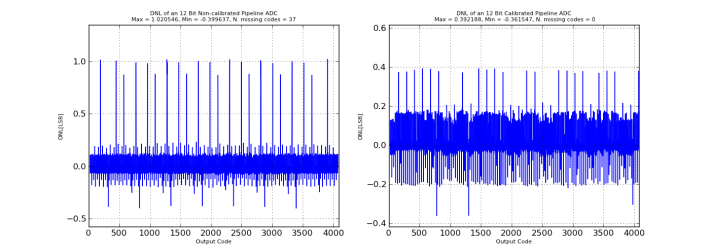 DNL of an 12 Bit Non-calibrated Pipeline ADC
Max = 1.020546, Min = -0.399637, N missing codes = 37
1.0
0.5
0.0
−0.5
DNL[LSB]
0 500 1000 1500 2000 2500 3000 3500 4000
Output Code
DNL of an 12 Bit Calibrated Pipeline ADC
Max = 0.392188, Min = -0.361547, N missing codes = 0
0.6
0.4
0.2
0.0
−0.2
−0.4
DNL[LSB]
0 500 1000 1500 2000 2500 3000 3500 4000
Output Code